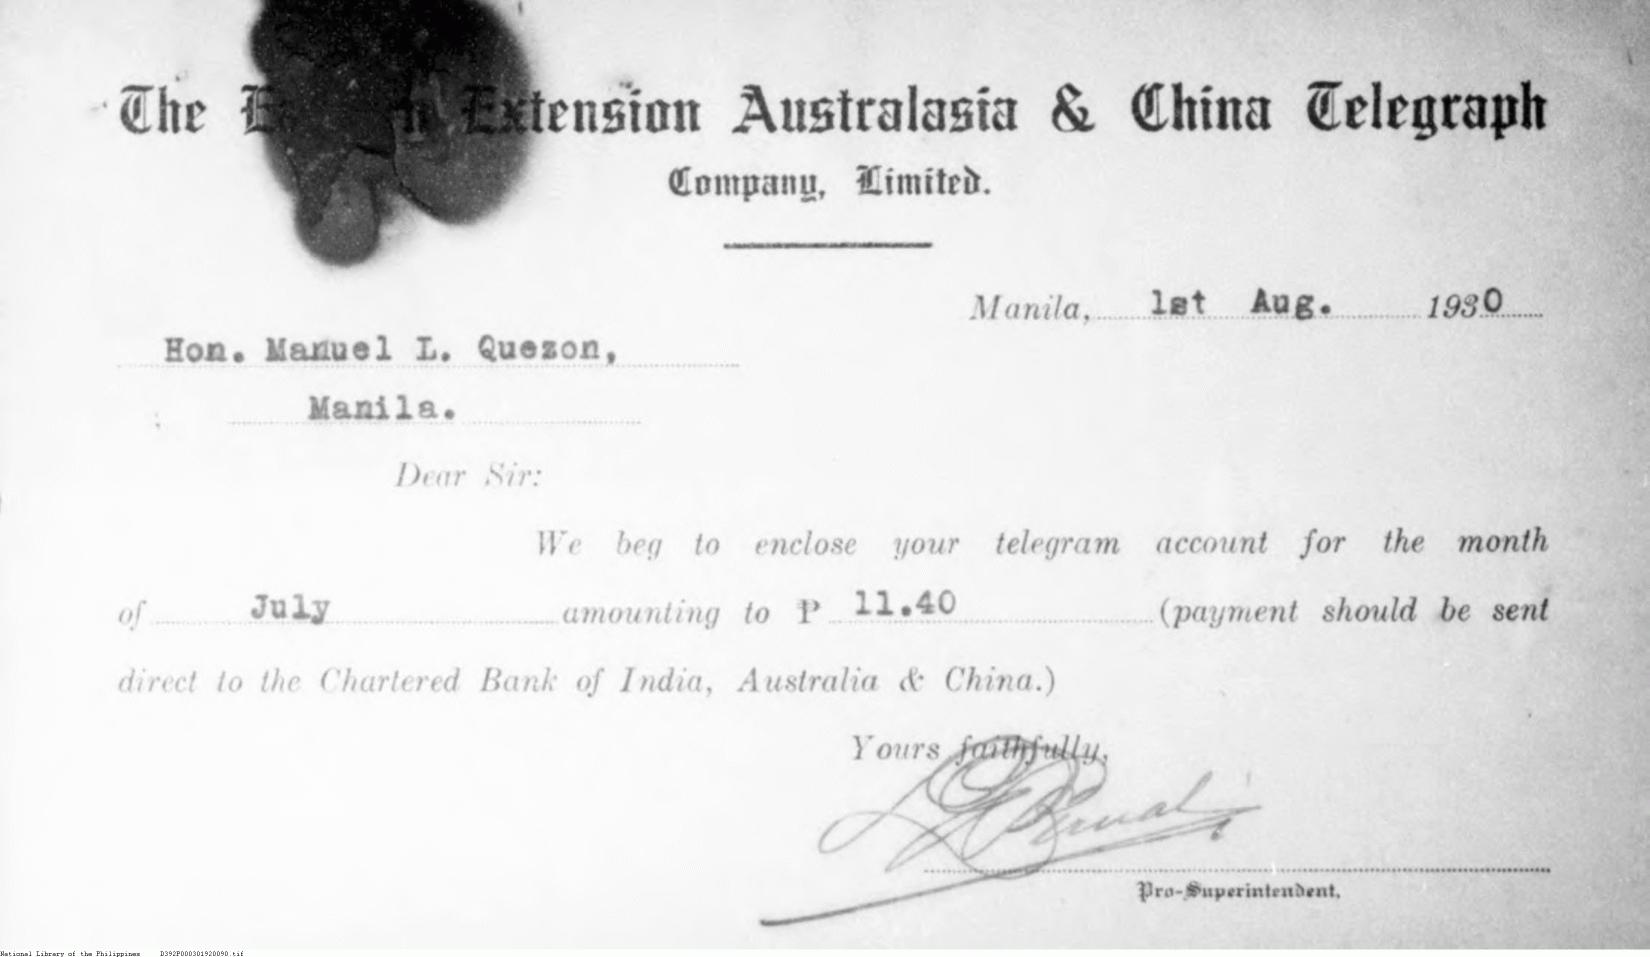 The Extension Australasia & China Telegraph
Company, Limited.
Manila, 1st Aug. 1930
Hon. Manuel L. Quezon,
Manila.
Dear Sir:
We beg to enclose your telegram account for the month
of July amounting to ₱ 11.40 (payment should be sent
direct to the Chartered Bank of India, Australia & China.)
Yours faithfully,
Pro-Superintendent.
National Library of the Philippines D392P000301920090.tif